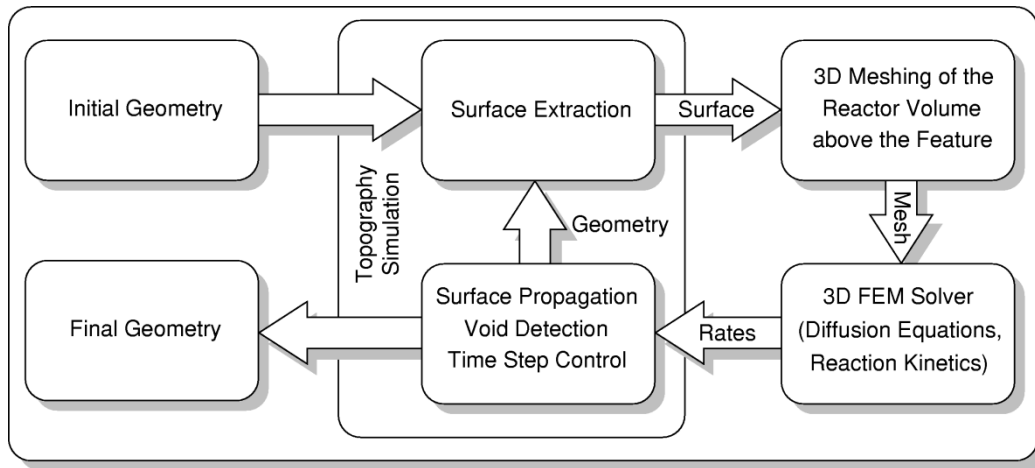 Initial Geometry
Surface Extraction
Surface
3D Meshing of the
Reactor Volume
above the Feature
Topography
Simulation
Geometry
Mesh
Final Geometry
Surface Propagation
Void Detection
Time Step Control
Rates
3D FEM Solver
(Diffusion Equations,
Reaction Kinetics)